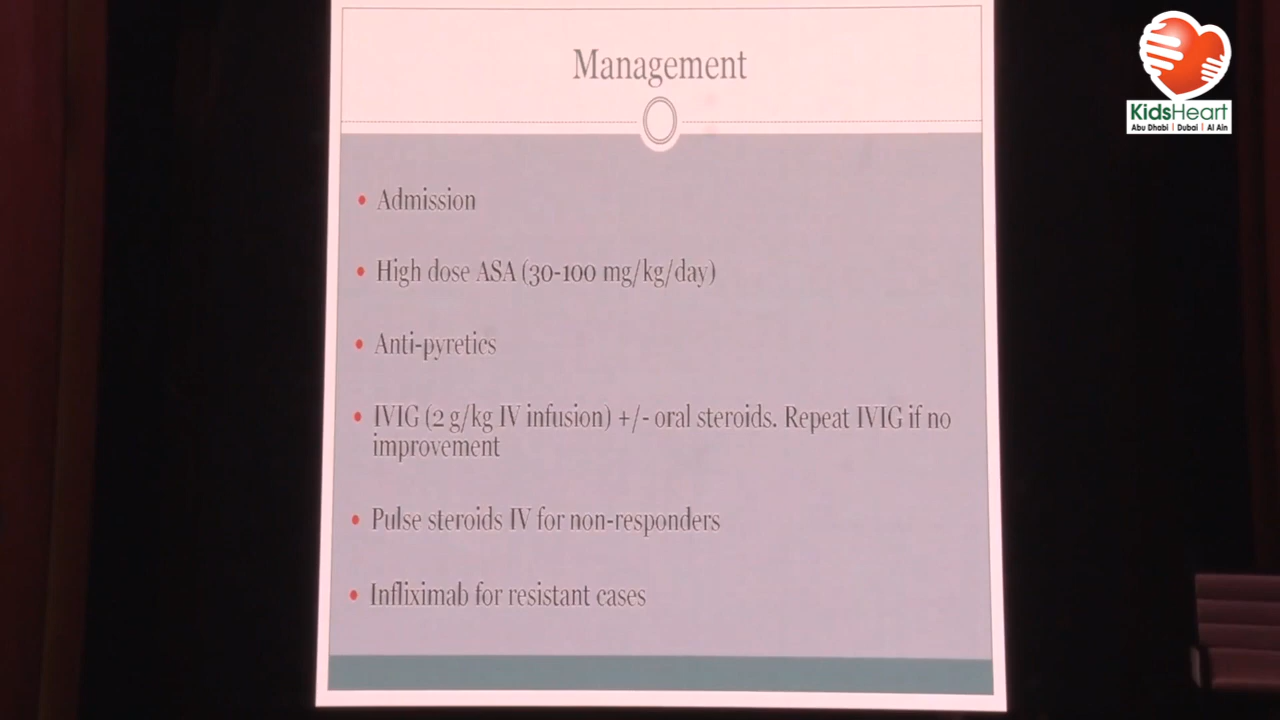 KidsHeart
Abu Dhabi | Dubai | Al Ain
Management
• Admission
• High dose ASA (30-100 mg/kg/day)
• Anti-pyretics
• IVIG (2 g/kg IV infusion) +/- oral steroids. Repeat IVIG if no
improvement
• Pulse steroids IV for non-responders
• Infliximab for resistant cases